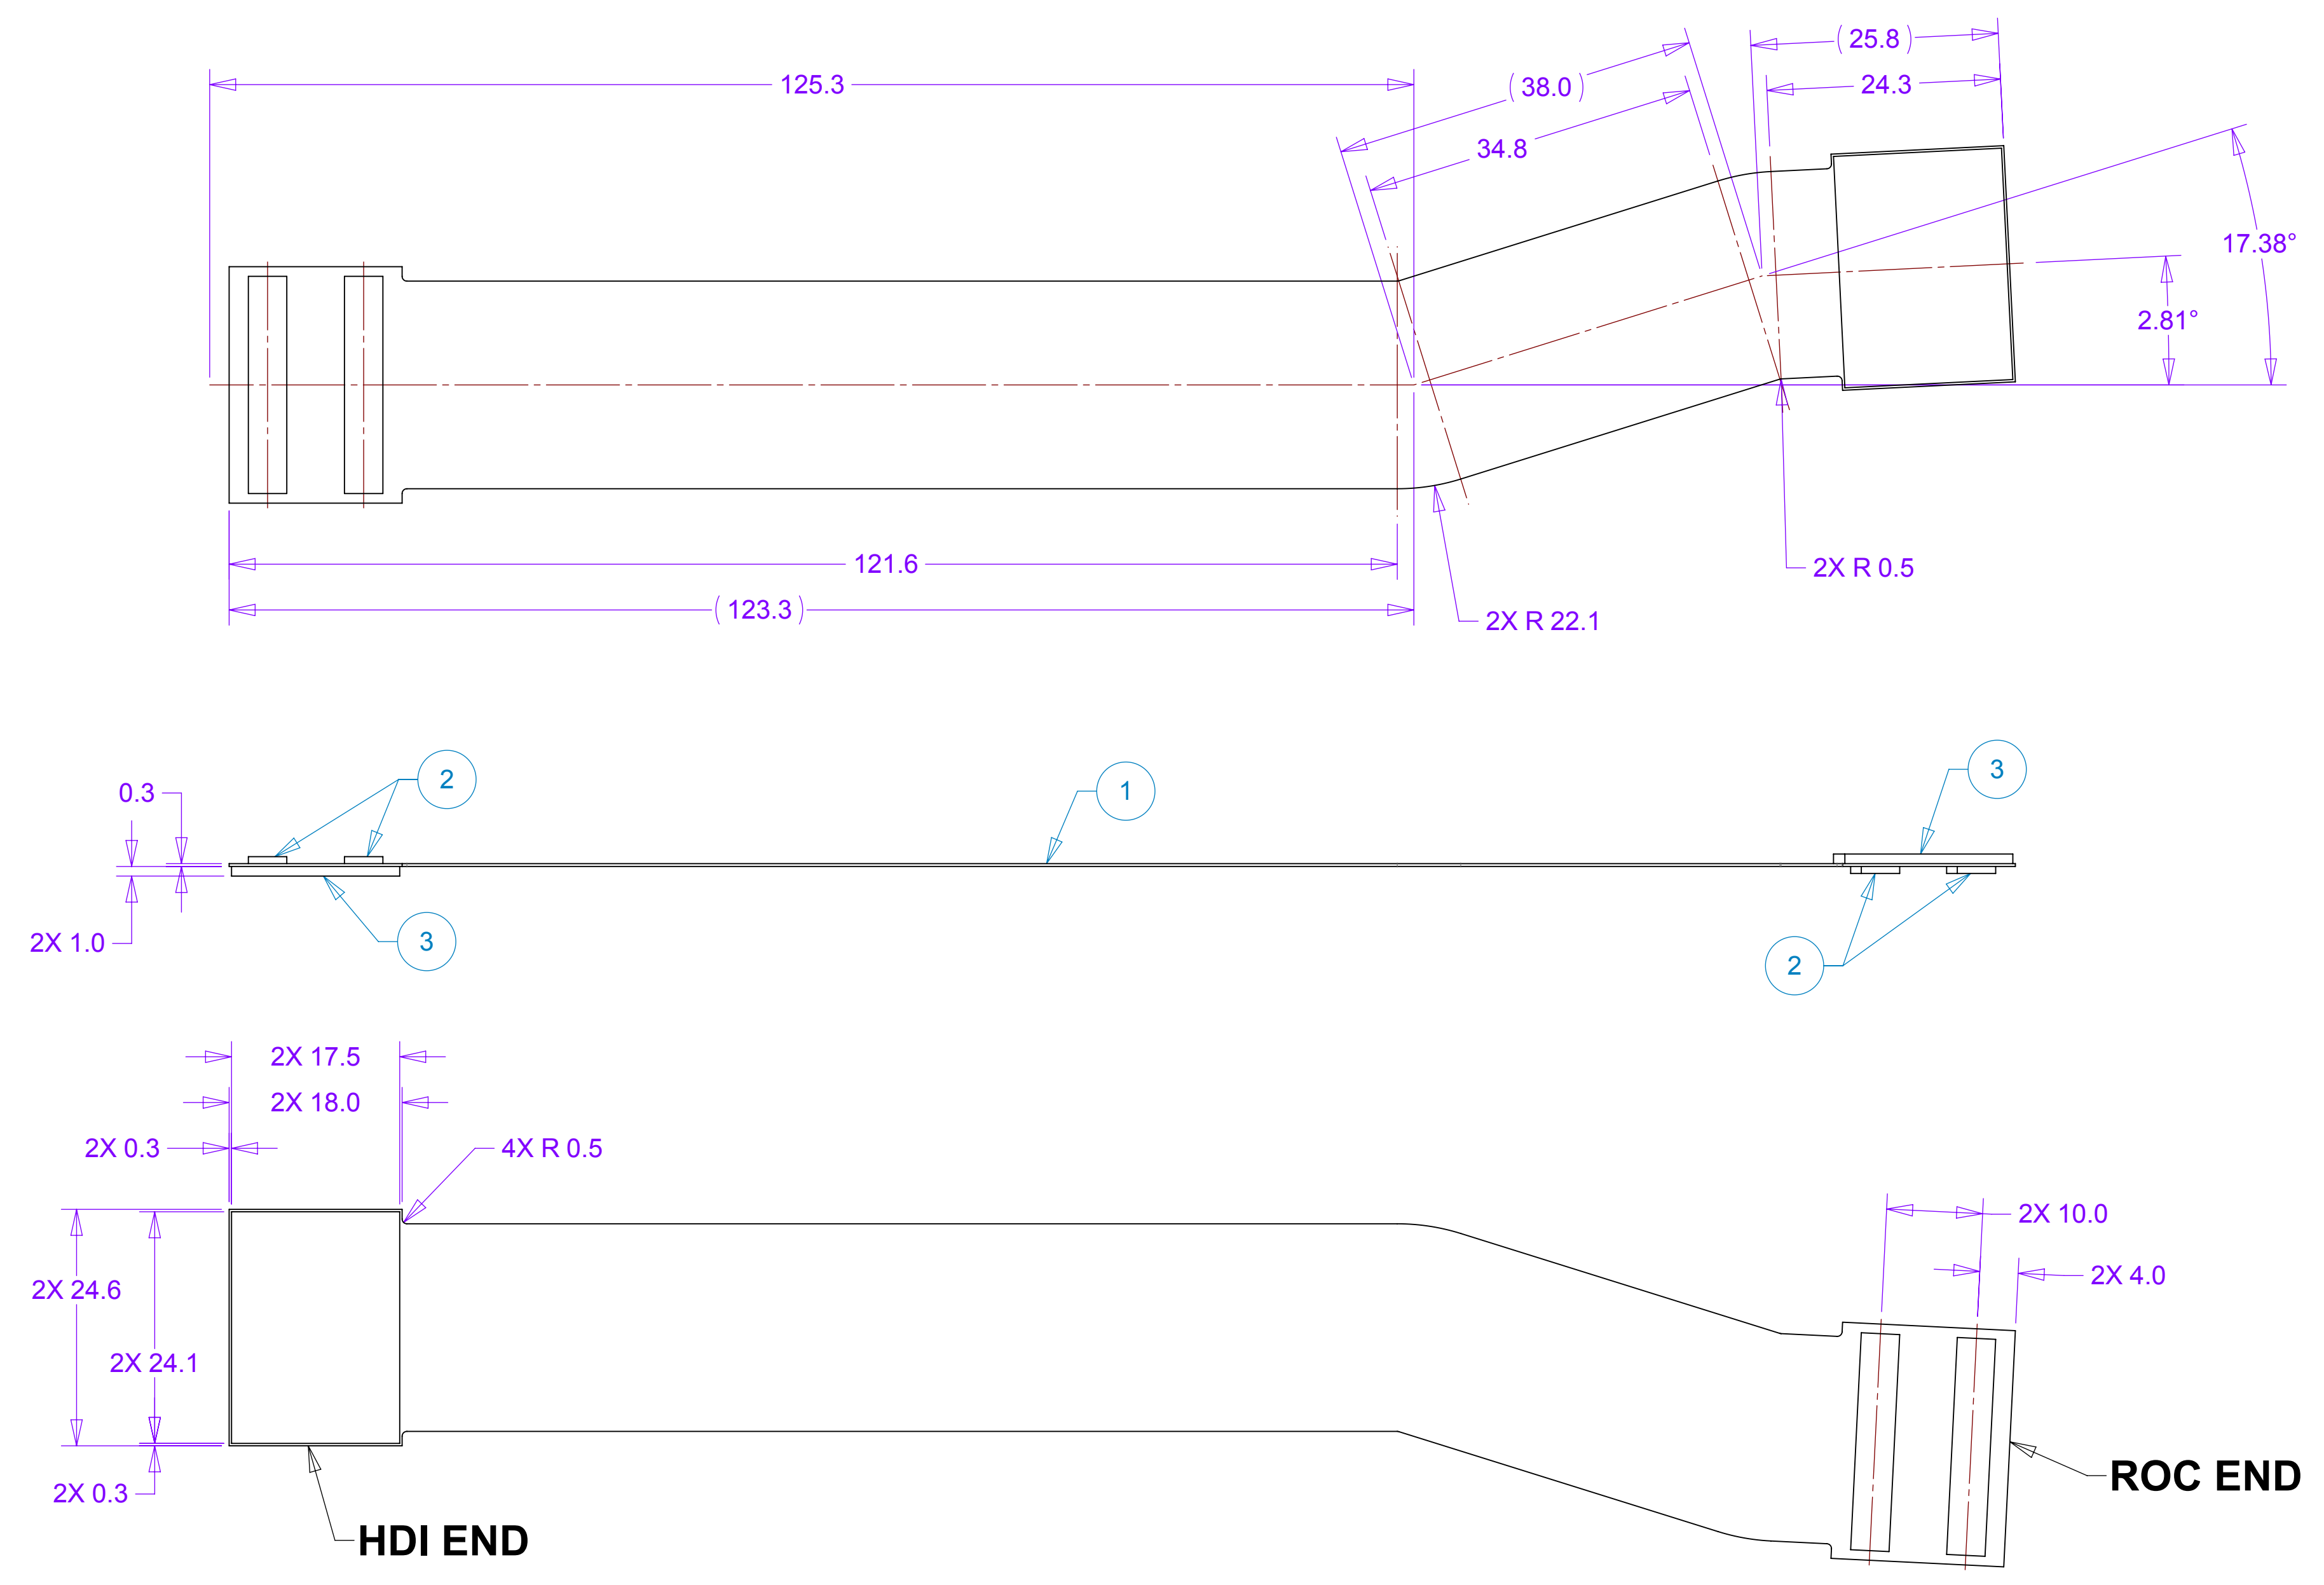 (25.8)
125.3
(38.0)
24.3
34.8
17.38°
2.81°
121.6
2X R 0.5
(123.3)
2X R 22.1
2
3
0.3
1
2X 1.0
3
2
2X 17.5
2X 18.0
2X 0.3
4X R 0.5
2X 10.0
2X 24.6
2X 4.0
2X 24.1
2X 0.3
ROC END
HDI END